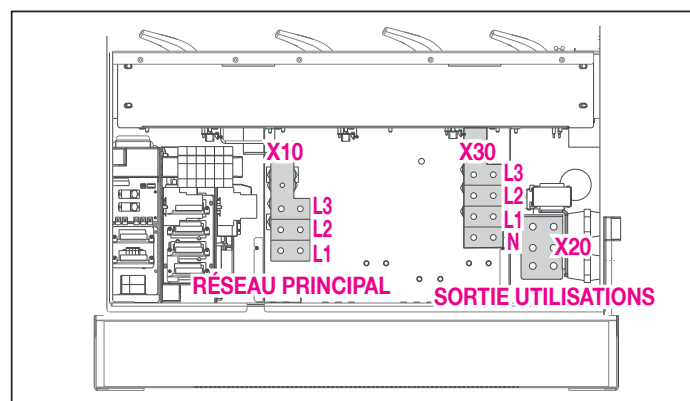 X10
X30
L3
L2
L1
L3
L2
L1
N
X20
RÉSEAU PRINCIPAL
SORTIE UTILISATIONS